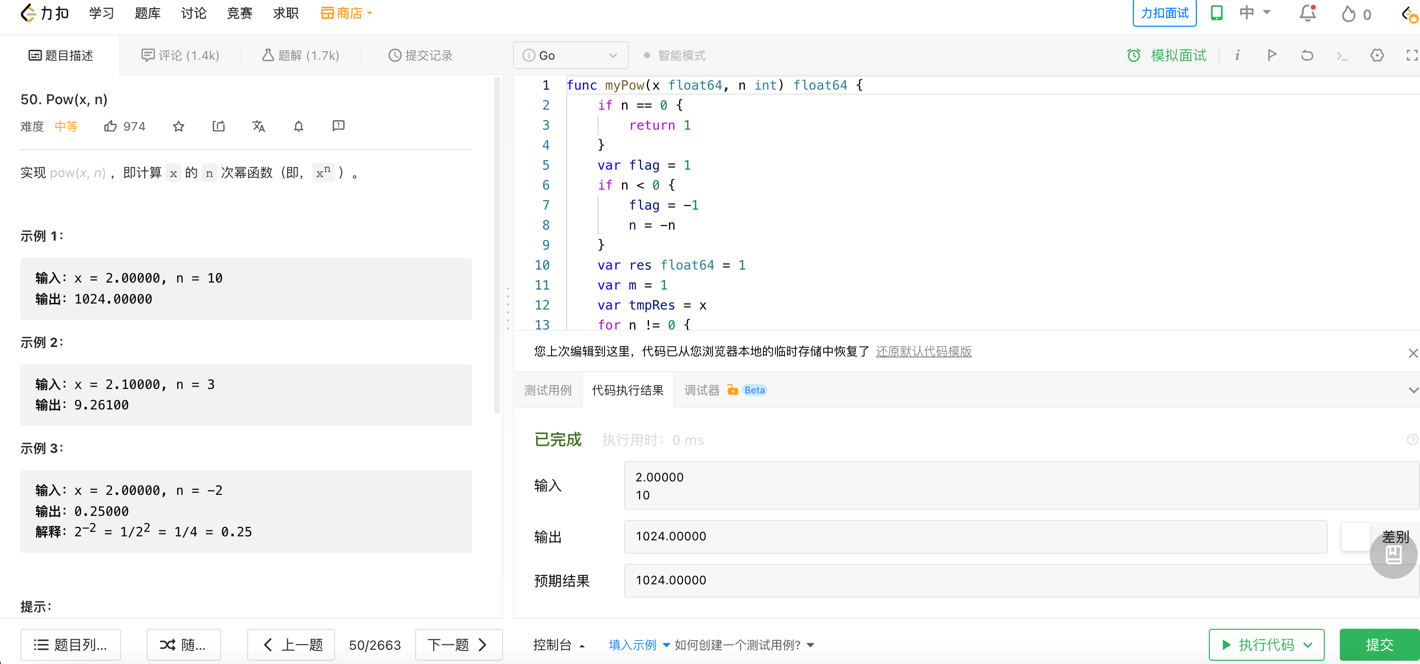 力扣 学习 题库 讨论 竞赛 求职 商店 力扣面试 中 0
题目描述 评论 (1.4k) 题解 (1.7k) 提交记录
50. Pow(x, n)
难度 中等 974
实现 pow(x, n) ，即计算 x 的 n 次幂函数（即，xⁿ ）。
示例 1：
输入：x = 2.00000, n = 10
输出：1024.00000
示例 2：
输入：x = 2.10000, n = 3
输出：9.26100
示例 3：
输入：x = 2.00000, n = -2
输出：0.25000
解释：2⁻² = 1/2² = 1/4 = 0.25
提示：
题目列... 随... 上一题 50/2663 下一题
i Go 智能模式 模拟面试 i
1 func myPow(x float64, n int) float64 {
2 if n == 0 {
3 return 1
4 }
5 var flag = 1
6 if n < 0 {
7 flag = -1
8 n = -n
9 }
10 var res float64 = 1
11 var m = 1
12 var tmpRes = x
13 for n != 0 {
您上次编辑到这里，代码已从您浏览器本地的临时存储中恢复了 还原默认代码模版
测试用例 代码执行结果 调试器 Beta
已完成 执行用时：0 ms
输入
2.00000
10
输出 1024.00000 差别
预期结果 1024.00000
控制台 填入示例 如何创建一个测试用例? 执行代码 提交